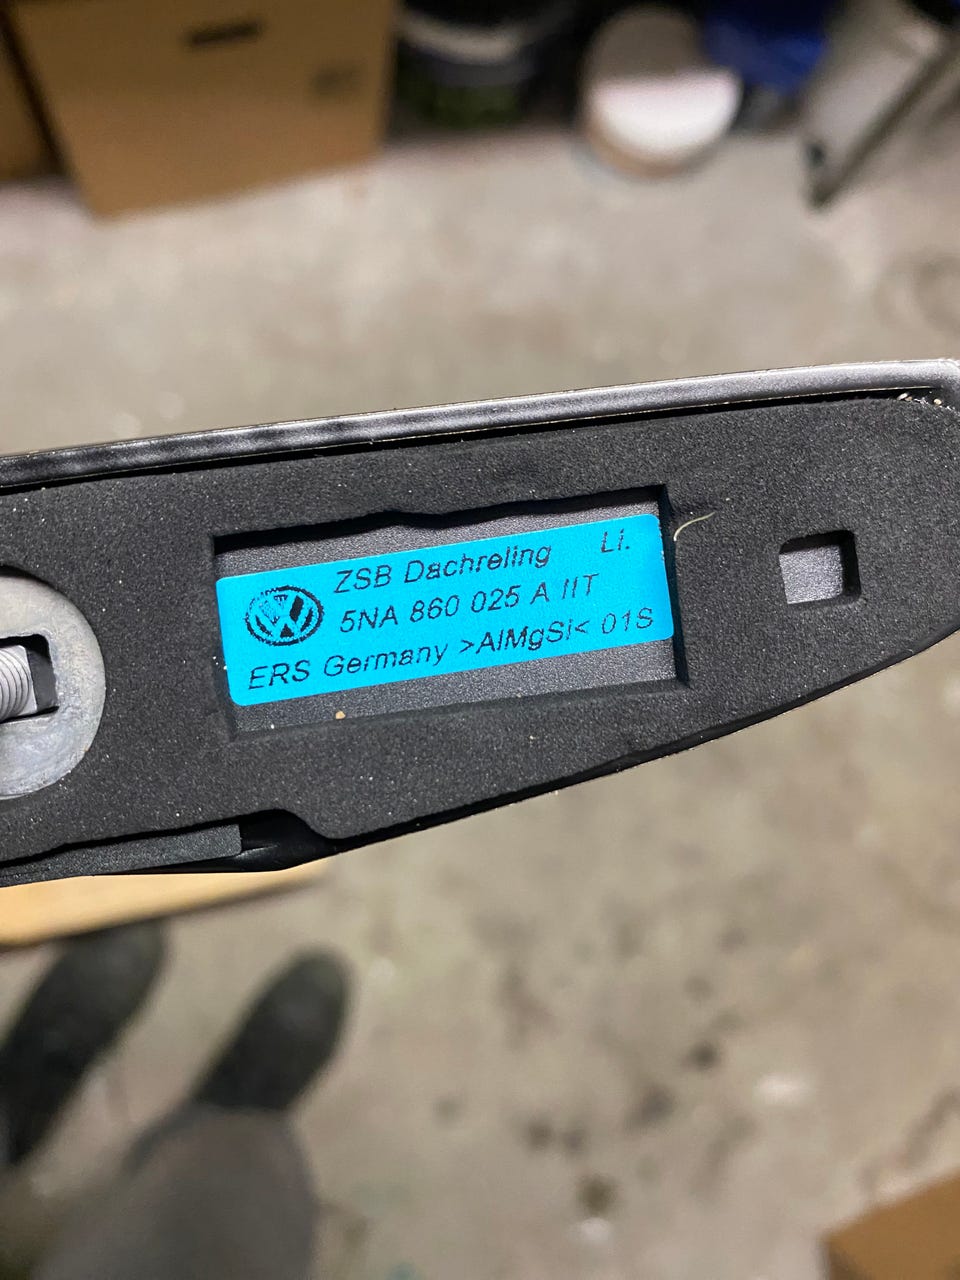 ZSB Dachreling Li.
5NA 860 025 A IIT
ERS Germany >AlMgSi< 01S